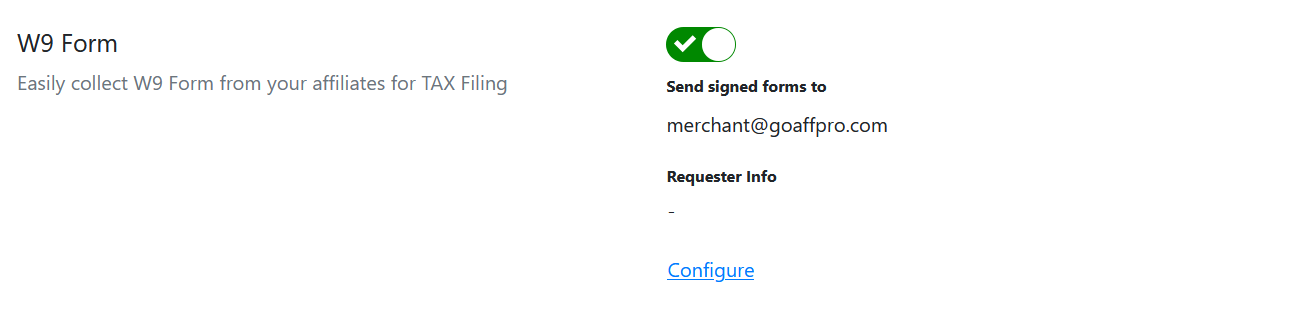 W9 Form
Easily collect W9 Form from your affiliates for TAX Filing
Send signed forms to
merchant@goaffpro.com
Requester Info
-
Configure